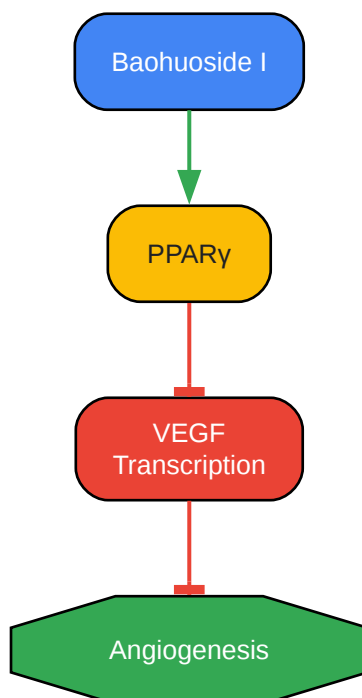 Baohuoside I
PPARγ
VEGF
Transcription
Angiogenesis